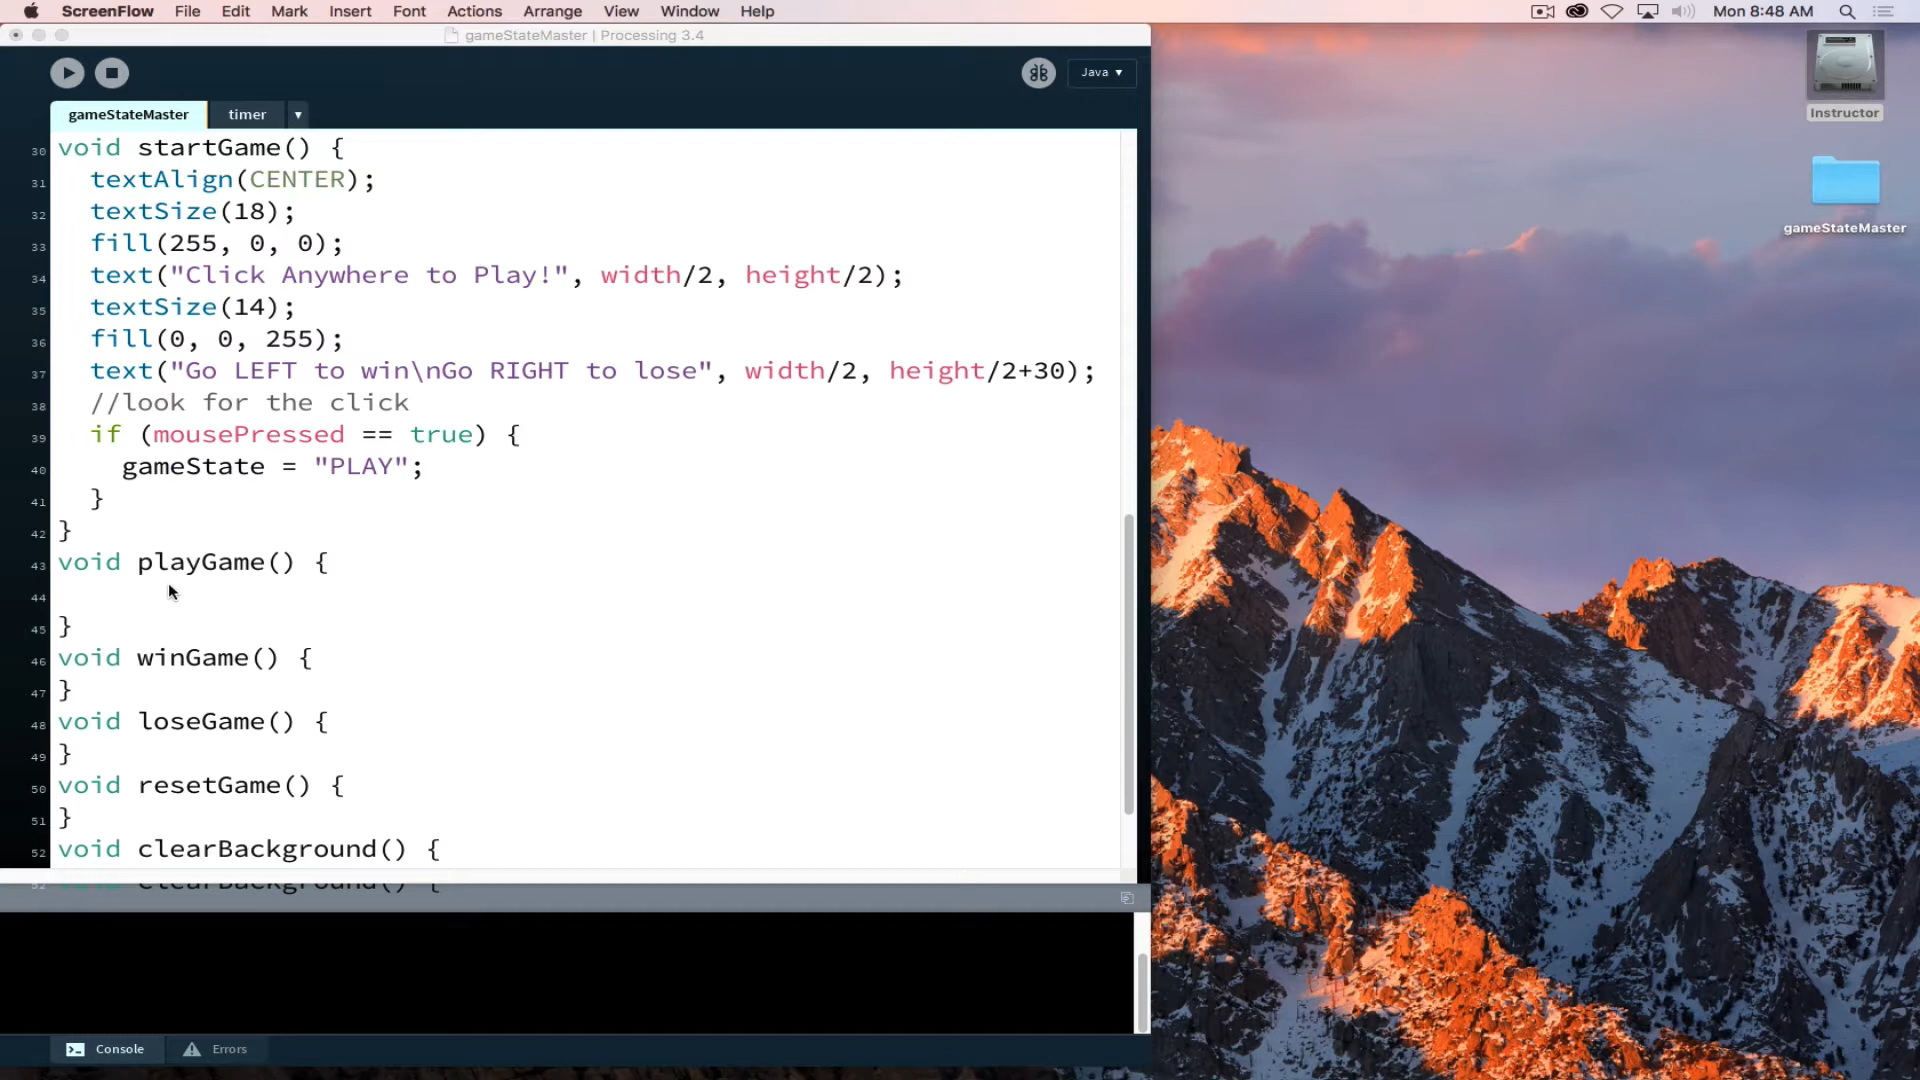 ScreenFlow File Edit Mark Insert Font Actions Arrange View Window Help Mon 8:48 AM
gameStateMaster | Processing 3.4
Java ▼
gameStateMaster timer ▼
30 void startGame() {
31 textAlign(CENTER);
32 textSize(18);
33 fill(255, 0, 0);
34 text("Click Anywhere to Play!", width/2, height/2);
35 textSize(14);
36 fill(0, 0, 255);
37 text("Go LEFT to win\nGo RIGHT to lose", width/2, height/2+30);
38 //look for the click
39 if (mousePressed == true) {
40 gameState = "PLAY";
41 }
42 }
43 void playGame() {
44
45 }
46 void winGame() {
47 }
48 void loseGame() {
49 }
50 void resetGame() {
51 }
52 void clearBackground() {
52 void clearBackground() {
Console Errors
Instructor
gameStateMaster